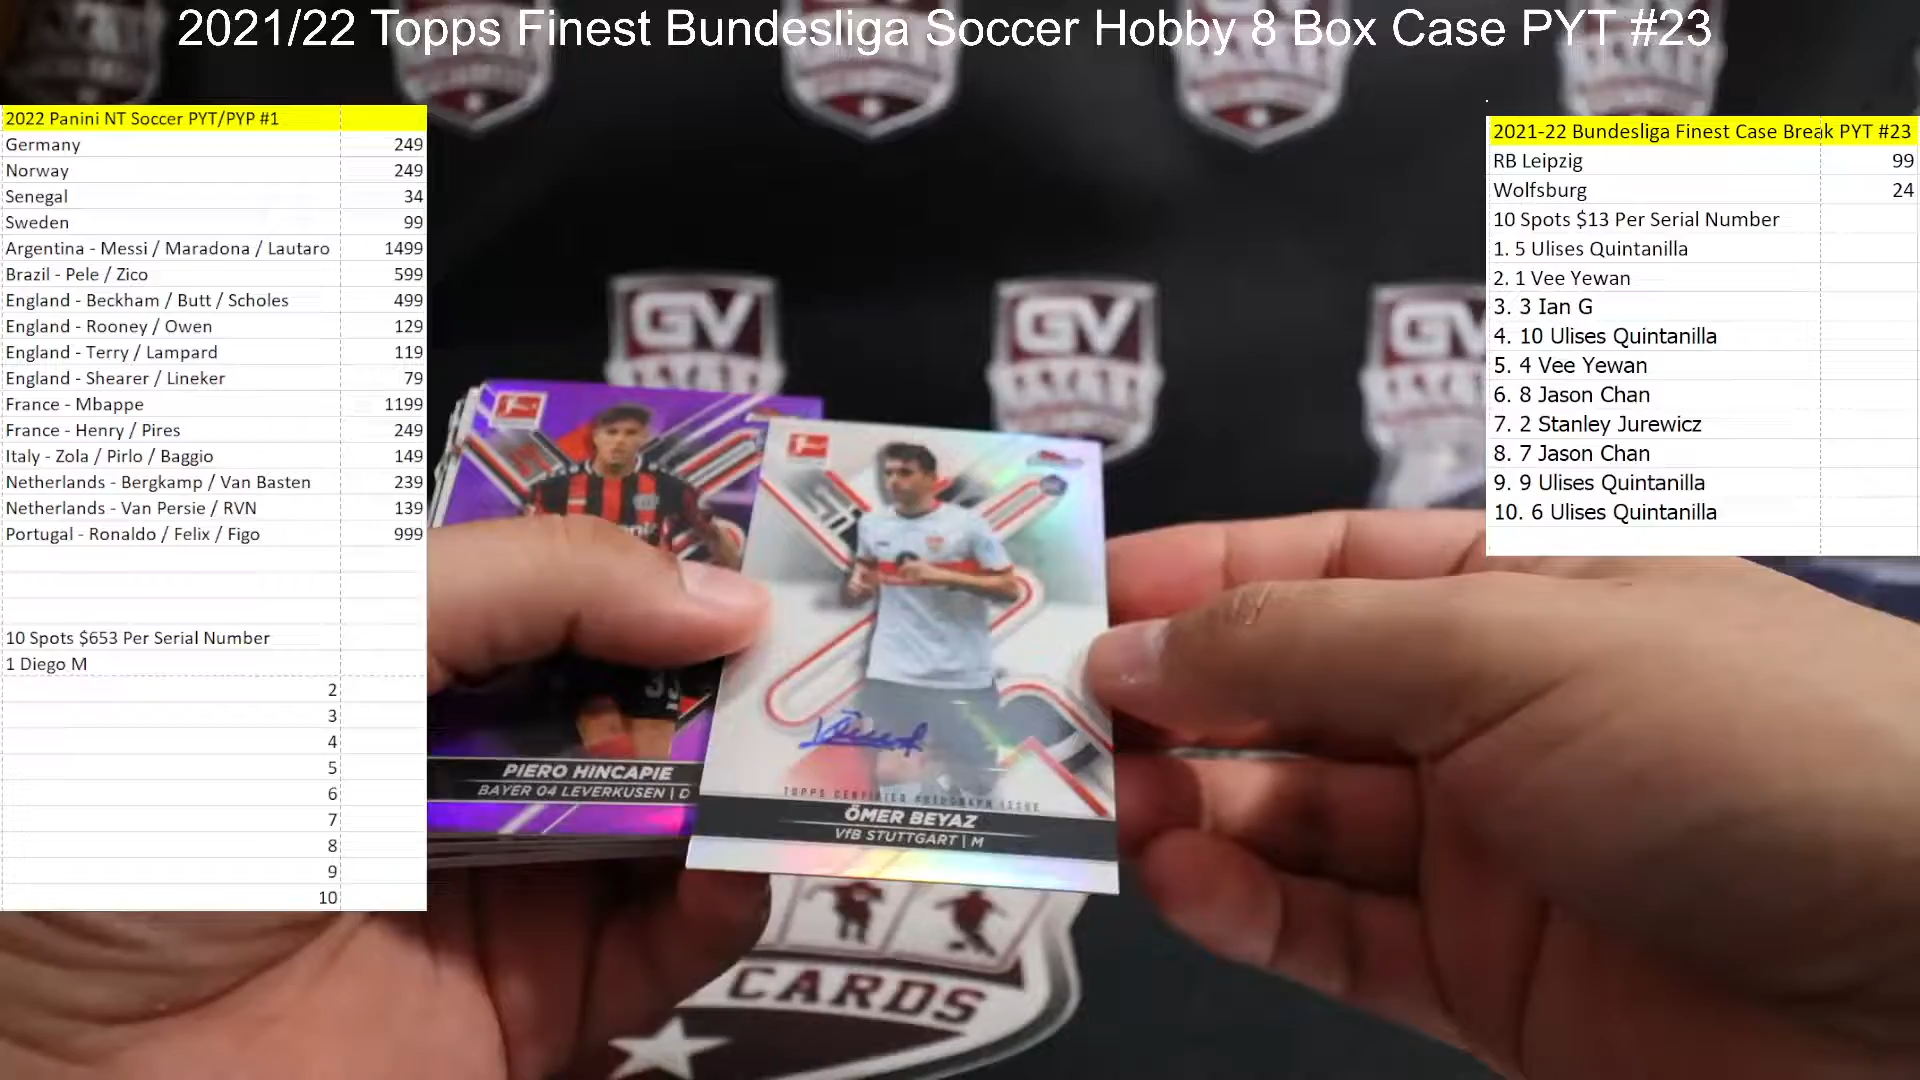 2021/22 Topps Finest Bundesliga Soccer Hobby 8 Box Case PYT #23
2022 Panini NT Soccer PYT/PYP #1
Germany 249
Norway 249
Senegal 34
Sweden 99
Argentina - Messi / Maradona / Lautaro 1499
Brazil - Pele / Zico 599
England - Beckham / Butt / Scholes 499
England - Rooney / Owen 129
England - Terry / Lampard 119
England - Shearer / Lineker 79
France - Mbappe 1199
France - Henry / Pires 249
Italy - Zola / Pirlo / Baggio 149
Netherlands - Bergkamp / Van Basten 239
Netherlands - Van Persie / RVN 139
Portugal - Ronaldo / Felix / Figo 999
10 Spots $653 Per Serial Number
1 Diego M
2
3
4
5
6
7
8
9
10
2021-22 Bundesliga Finest Case Break PYT #23
RB Leipzig 99
Wolfsburg 24
10 Spots $13 Per Serial Number
1. 5 Ulises Quintanilla
2. 1 Vee Yewan
3. 3 Ian G
4. 10 Ulises Quintanilla
5. 4 Vee Yewan
6. 8 Jason Chan
7. 2 Stanley Jurewicz
8. 7 Jason Chan
9. 9 Ulises Quintanilla
10. 6 Ulises Quintanilla
GV
GV
GV
PIERO HINCAPIE
BAYER 04 LEVERKUSEN | D
TOPPS CERTIFIED AUTOGRAPH ISSUE
ÖMER BEYAZ
VfB STUTTGART | M
CARDS